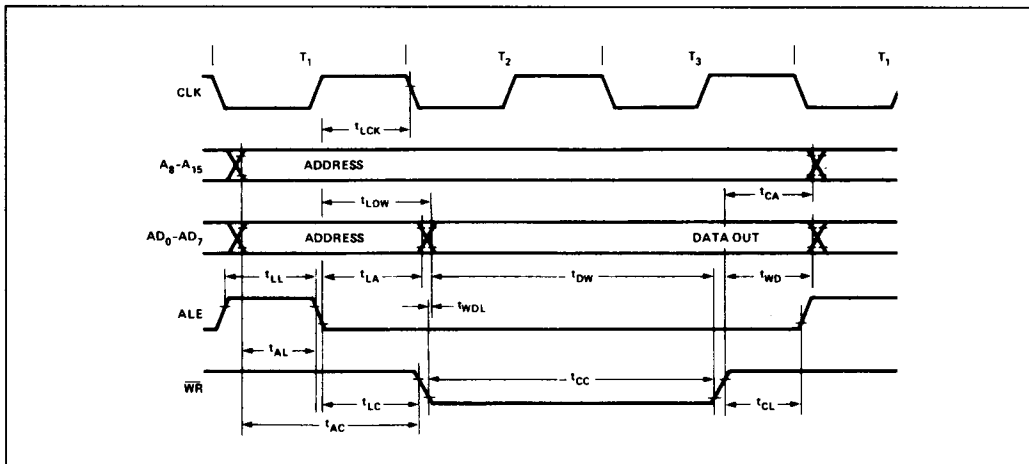 T1 T2 T3 T1
CLK
tLCK
A8-A15 ADDRESS
tCA
tLDW
AD0-AD7 ADDRESS DATA OUT
tLL tLA tDW tWD
tWDL
ALE
tAL
tCC
WR
tLC tCL
tAC